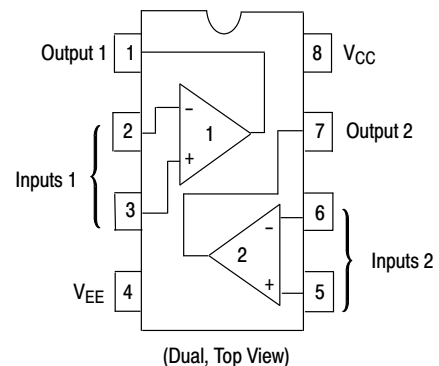 Output 1 1 8 VCC
2 - 1 + 7 Output 2
Inputs 1
3 6
- 2 + Inputs 2
VEE 4 5
(Dual, Top View)